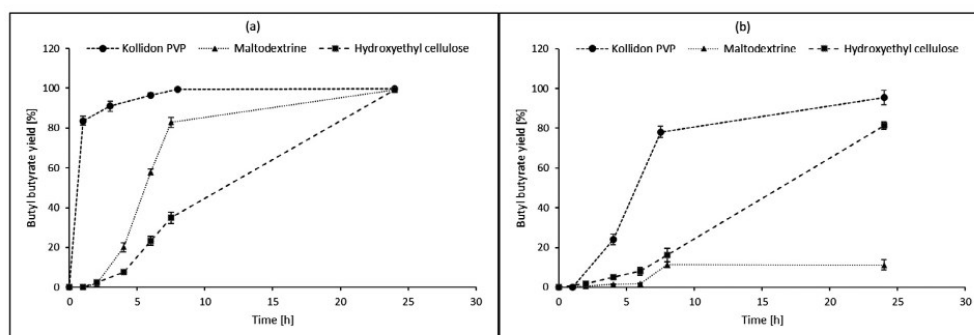 (a)
Kollidon PVP Maltodextrine Hydroxyethyl cellulose
120
100
80
60
40
20
0
0 5 10 15 20 25 30
Butyl butyrate yield [%]
Time [h]
(b)
Kollidon PVP Maltodextrine Hydroxyethyl cellulose
120
100
80
60
40
20
0
0 5 10 15 20 25 30
Butyl butyrate yield [%]
Time [h]